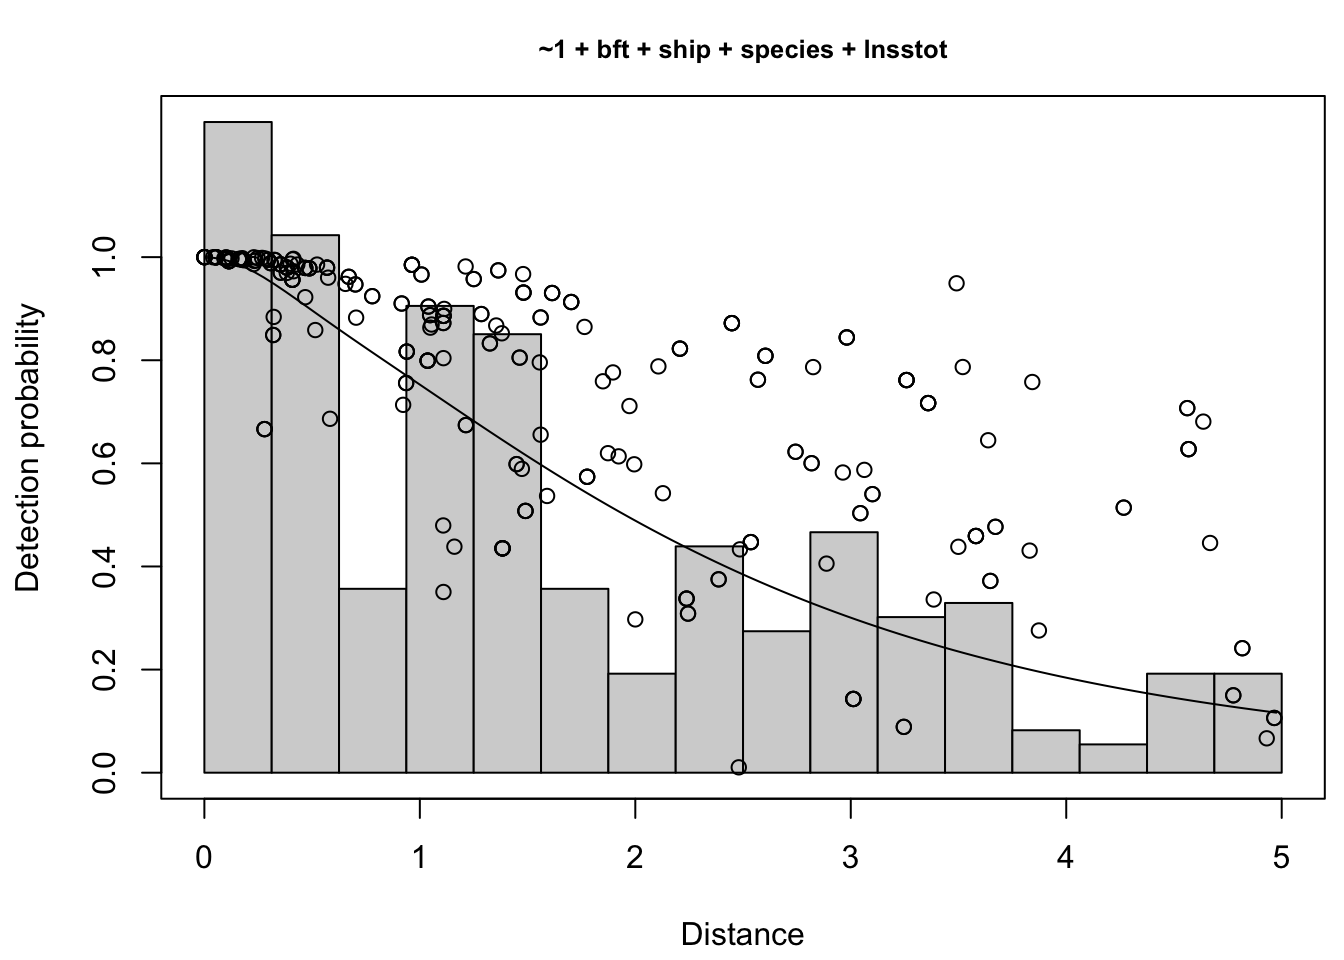 ~1 + bft + ship + species + lnsstot
Detection probability
1.0
0.8
0.6
0.4
0.2
0.0
0 1 2 3 4 5
Distance